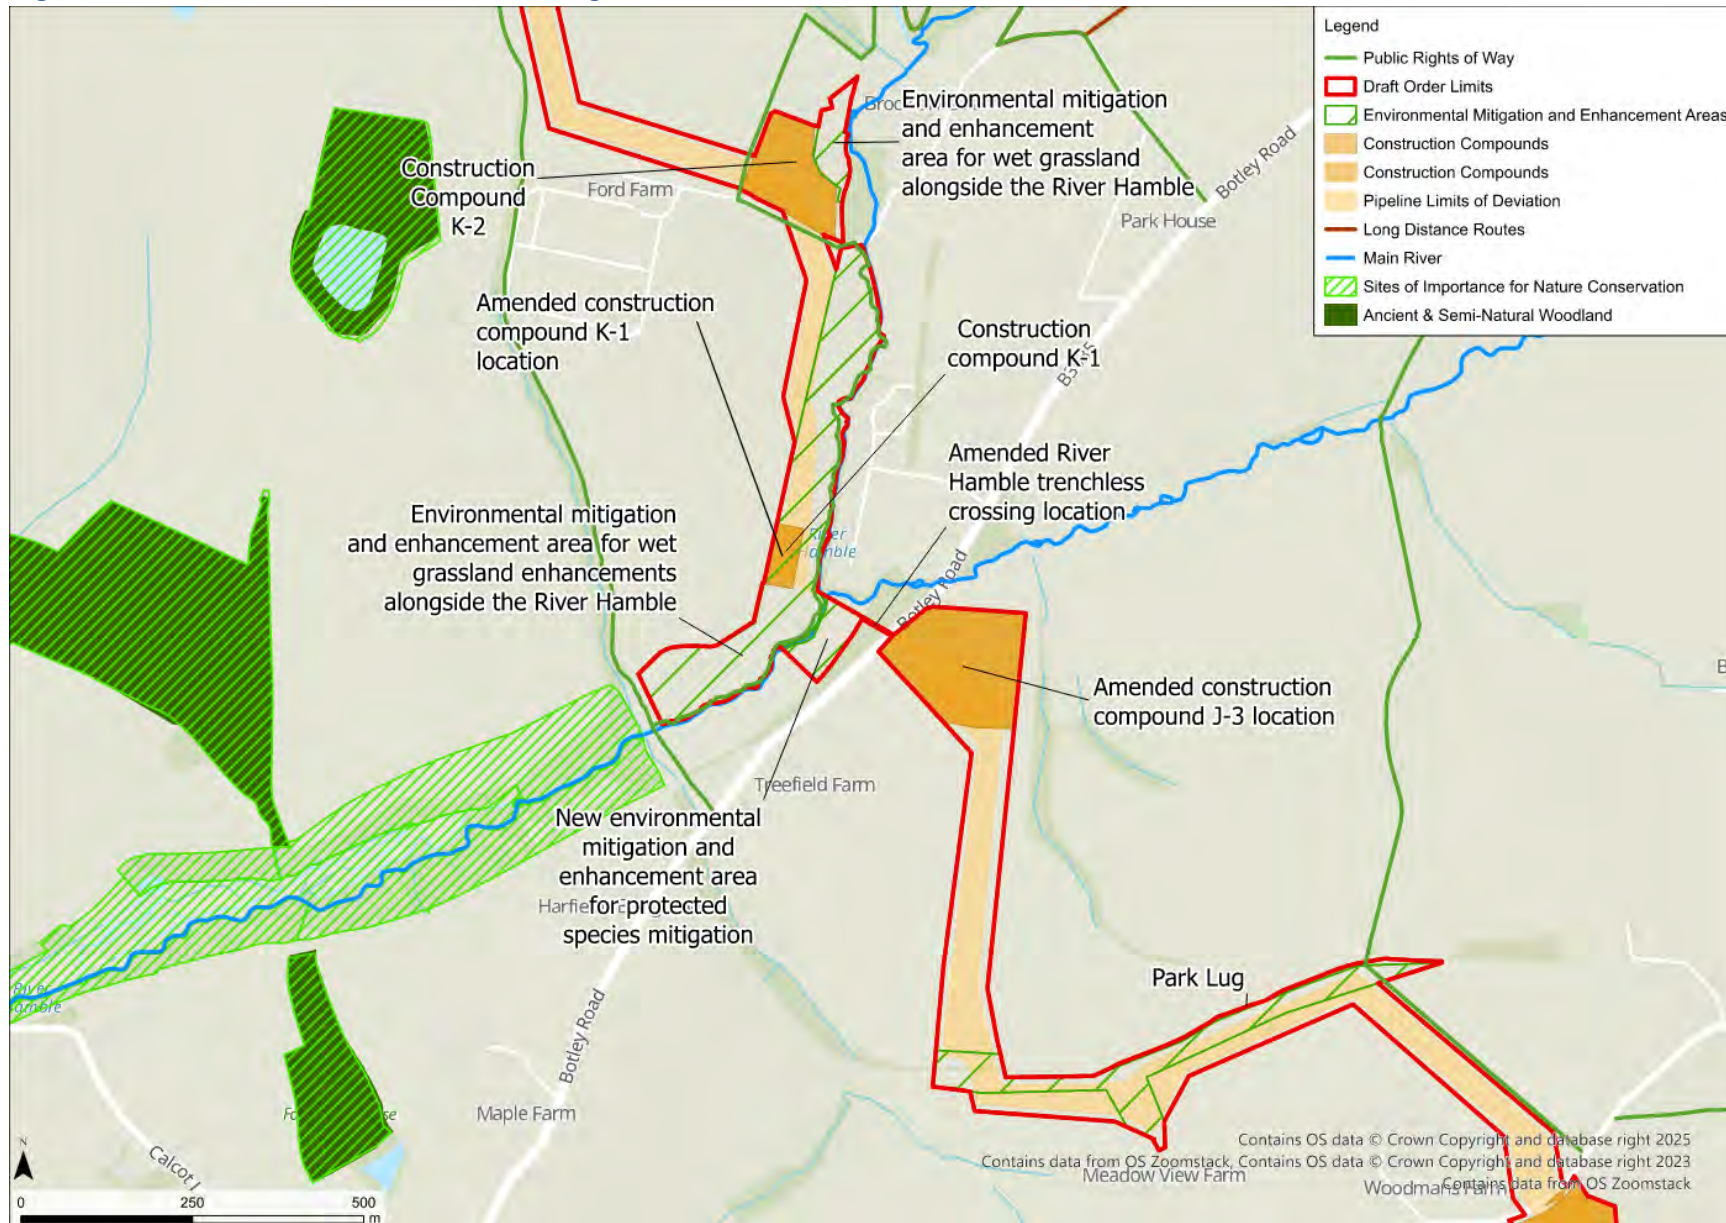 Legend
Public Rights of Way
Draft Order Limits
Environmental Mitigation and Enhancement Areas
Construction Compounds
Construction Compounds
Pipeline Limits of Deviation
Long Distance Routes
Main River
Sites of Importance for Nature Conservation
Ancient & Semi-Natural Woodland
Environmental mitigation
and enhancement
area for wet grassland
alongside the River Hamble
Construction
Compound
K-2
Ford Farm
Botley Road
Park House
Amended construction
compound K-1
location
Construction
compound K-1
Amended River
Hamble trenchless
crossing location
Environmental mitigation
and enhancement area for wet
grassland enhancements
alongside the River Hamble
River
Hamble
Botley Road
Amended construction
compound J-3 location
Treefield Farm
New environmental
mitigation and
enhancement area
for protected
species mitigation
Park Lug
River
Botley Road
Maple Farm
Calcot
Meadow View Farm
Woodmans Farm
Contains OS data © Crown Copyright and database right 2025
Contains data from OS Zoomstack, Contains OS data © Crown Copyright and database right 2023
Contains data from OS Zoomstack
N
0 250 500
m